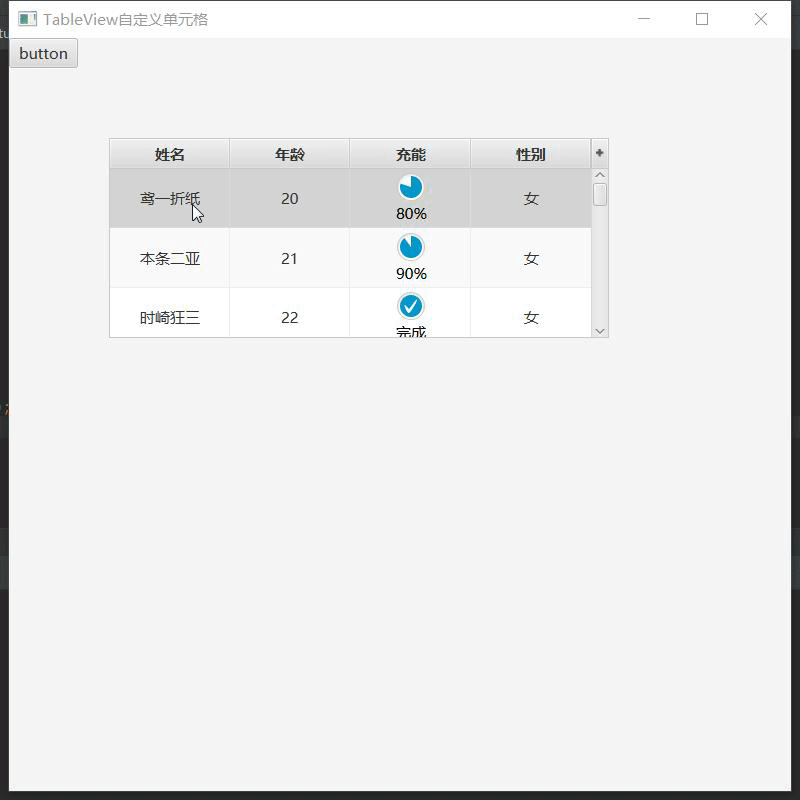 TableView自定义单元格
button
姓名 年龄 充能 性别
鸢一折纸 20 80% 女
本条二亚 21 90% 女
时崎狂三 22 完成 女